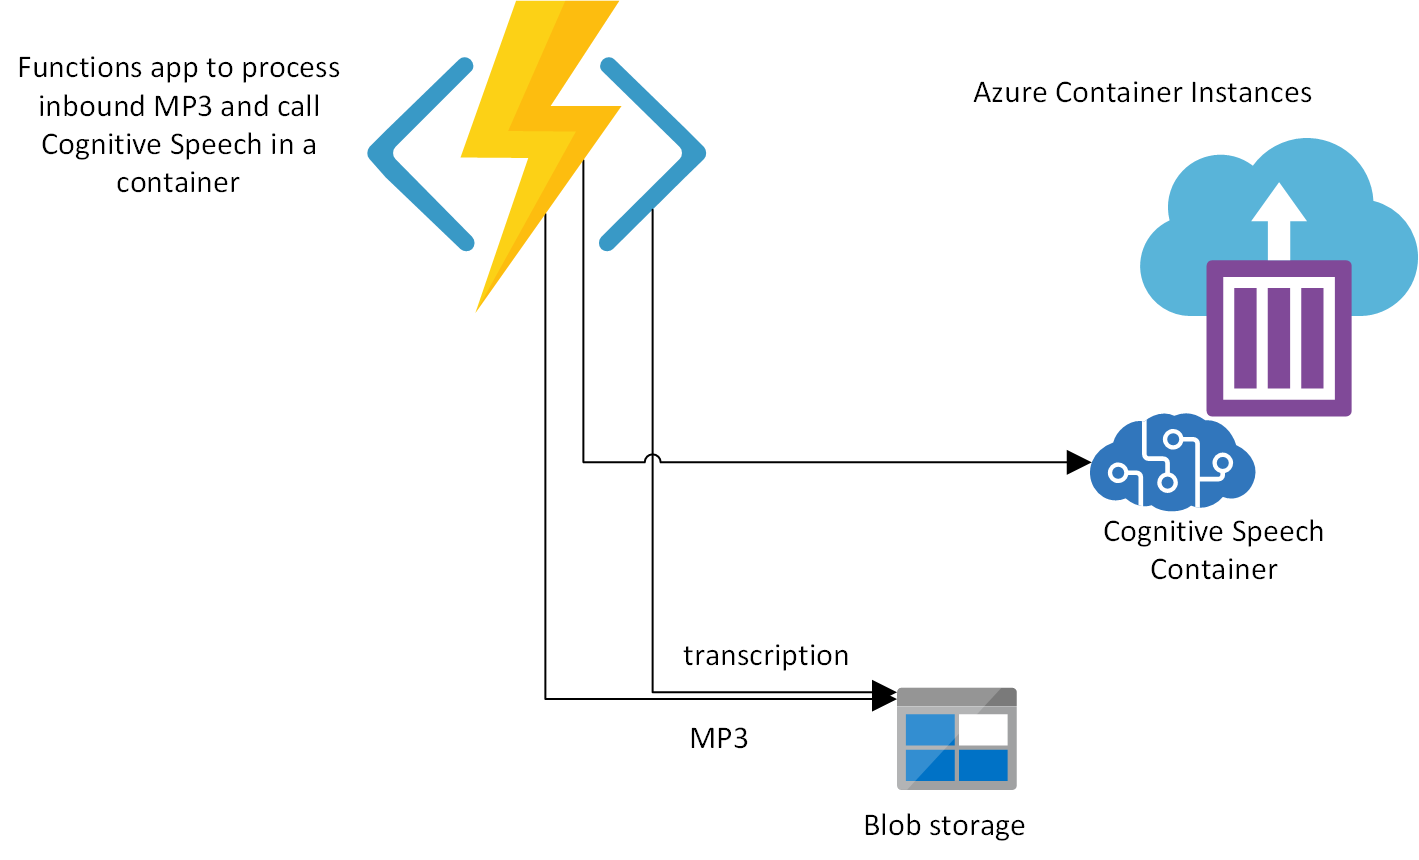 Functions app to process
inbound MP3 and call
Cognitive Speech in a
container
Azure Container Instances
Cognitive Speech
Container
transcription
MP3
Blob storage